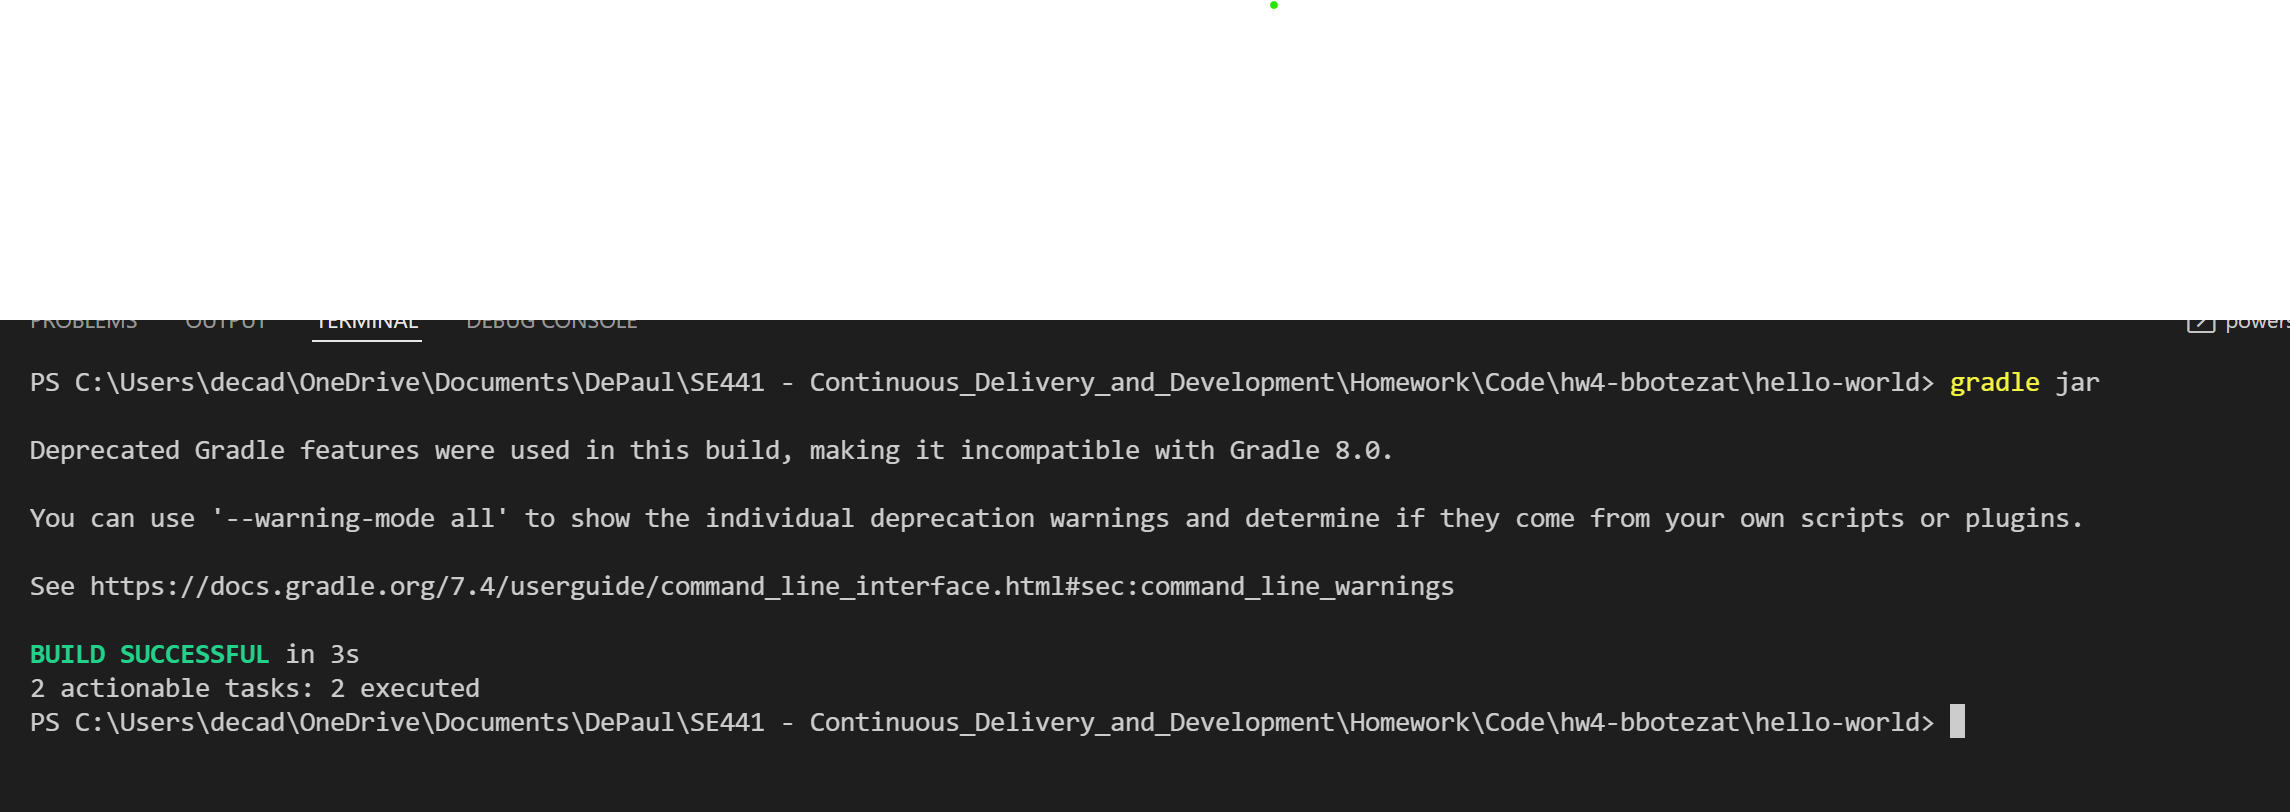 PROBLEMS OUTPUT TERMINAL DEBUG CONSOLE powers
PS C:\Users\decad\OneDrive\Documents\DePaul\SE441 - Continuous_Delivery_and_Development\Homework\Code\hw4-bbotezat\hello-world> gradle jar
Deprecated Gradle features were used in this build, making it incompatible with Gradle 8.0.
You can use '--warning-mode all' to show the individual deprecation warnings and determine if they come from your own scripts or plugins.
See https://docs.gradle.org/7.4/userguide/command_line_interface.html#sec:command_line_warnings
BUILD SUCCESSFUL in 3s
2 actionable tasks: 2 executed
PS C:\Users\decad\OneDrive\Documents\DePaul\SE441 - Continuous_Delivery_and_Development\Homework\Code\hw4-bbotezat\hello-world>